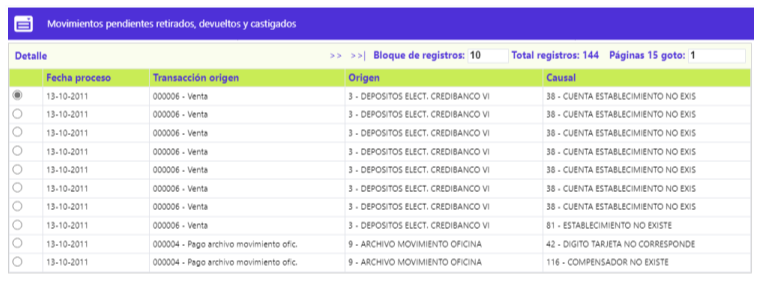 Movimientos pendientes retirados, devueltos y castigados
Detalle >> >>| Bloque de registros: 10 Total registros: 144 Páginas 15 goto: 1
Fecha proceso Transacción origen Origen Causal
13-10-2011 000006 - Venta 3 - DEPOSITOS ELECT. CREDIBANCO VI 38 - CUENTA ESTABLECIMIENTO NO EXIS
13-10-2011 000006 - Venta 3 - DEPOSITOS ELECT. CREDIBANCO VI 38 - CUENTA ESTABLECIMIENTO NO EXIS
13-10-2011 000006 - Venta 3 - DEPOSITOS ELECT. CREDIBANCO VI 38 - CUENTA ESTABLECIMIENTO NO EXIS
13-10-2011 000006 - Venta 3 - DEPOSITOS ELECT. CREDIBANCO VI 38 - CUENTA ESTABLECIMIENTO NO EXIS
13-10-2011 000006 - Venta 3 - DEPOSITOS ELECT. CREDIBANCO VI 38 - CUENTA ESTABLECIMIENTO NO EXIS
13-10-2011 000006 - Venta 3 - DEPOSITOS ELECT. CREDIBANCO VI 38 - CUENTA ESTABLECIMIENTO NO EXIS
13-10-2011 000006 - Venta 3 - DEPOSITOS ELECT. CREDIBANCO VI 38 - CUENTA ESTABLECIMIENTO NO EXIS
13-10-2011 000006 - Venta 3 - DEPOSITOS ELECT. CREDIBANCO VI 81 - ESTABLECIMIENTO NO EXISTE
13-10-2011 000004 - Pago archivo movimiento ofic. 9 - ARCHIVO MOVIMIENTO OFICINA 42 - DIGITO TARJETA NO CORRESPONDE
13-10-2011 000004 - Pago archivo movimiento ofic. 9 - ARCHIVO MOVIMIENTO OFICINA 116 - COMPENSADOR NO EXISTE